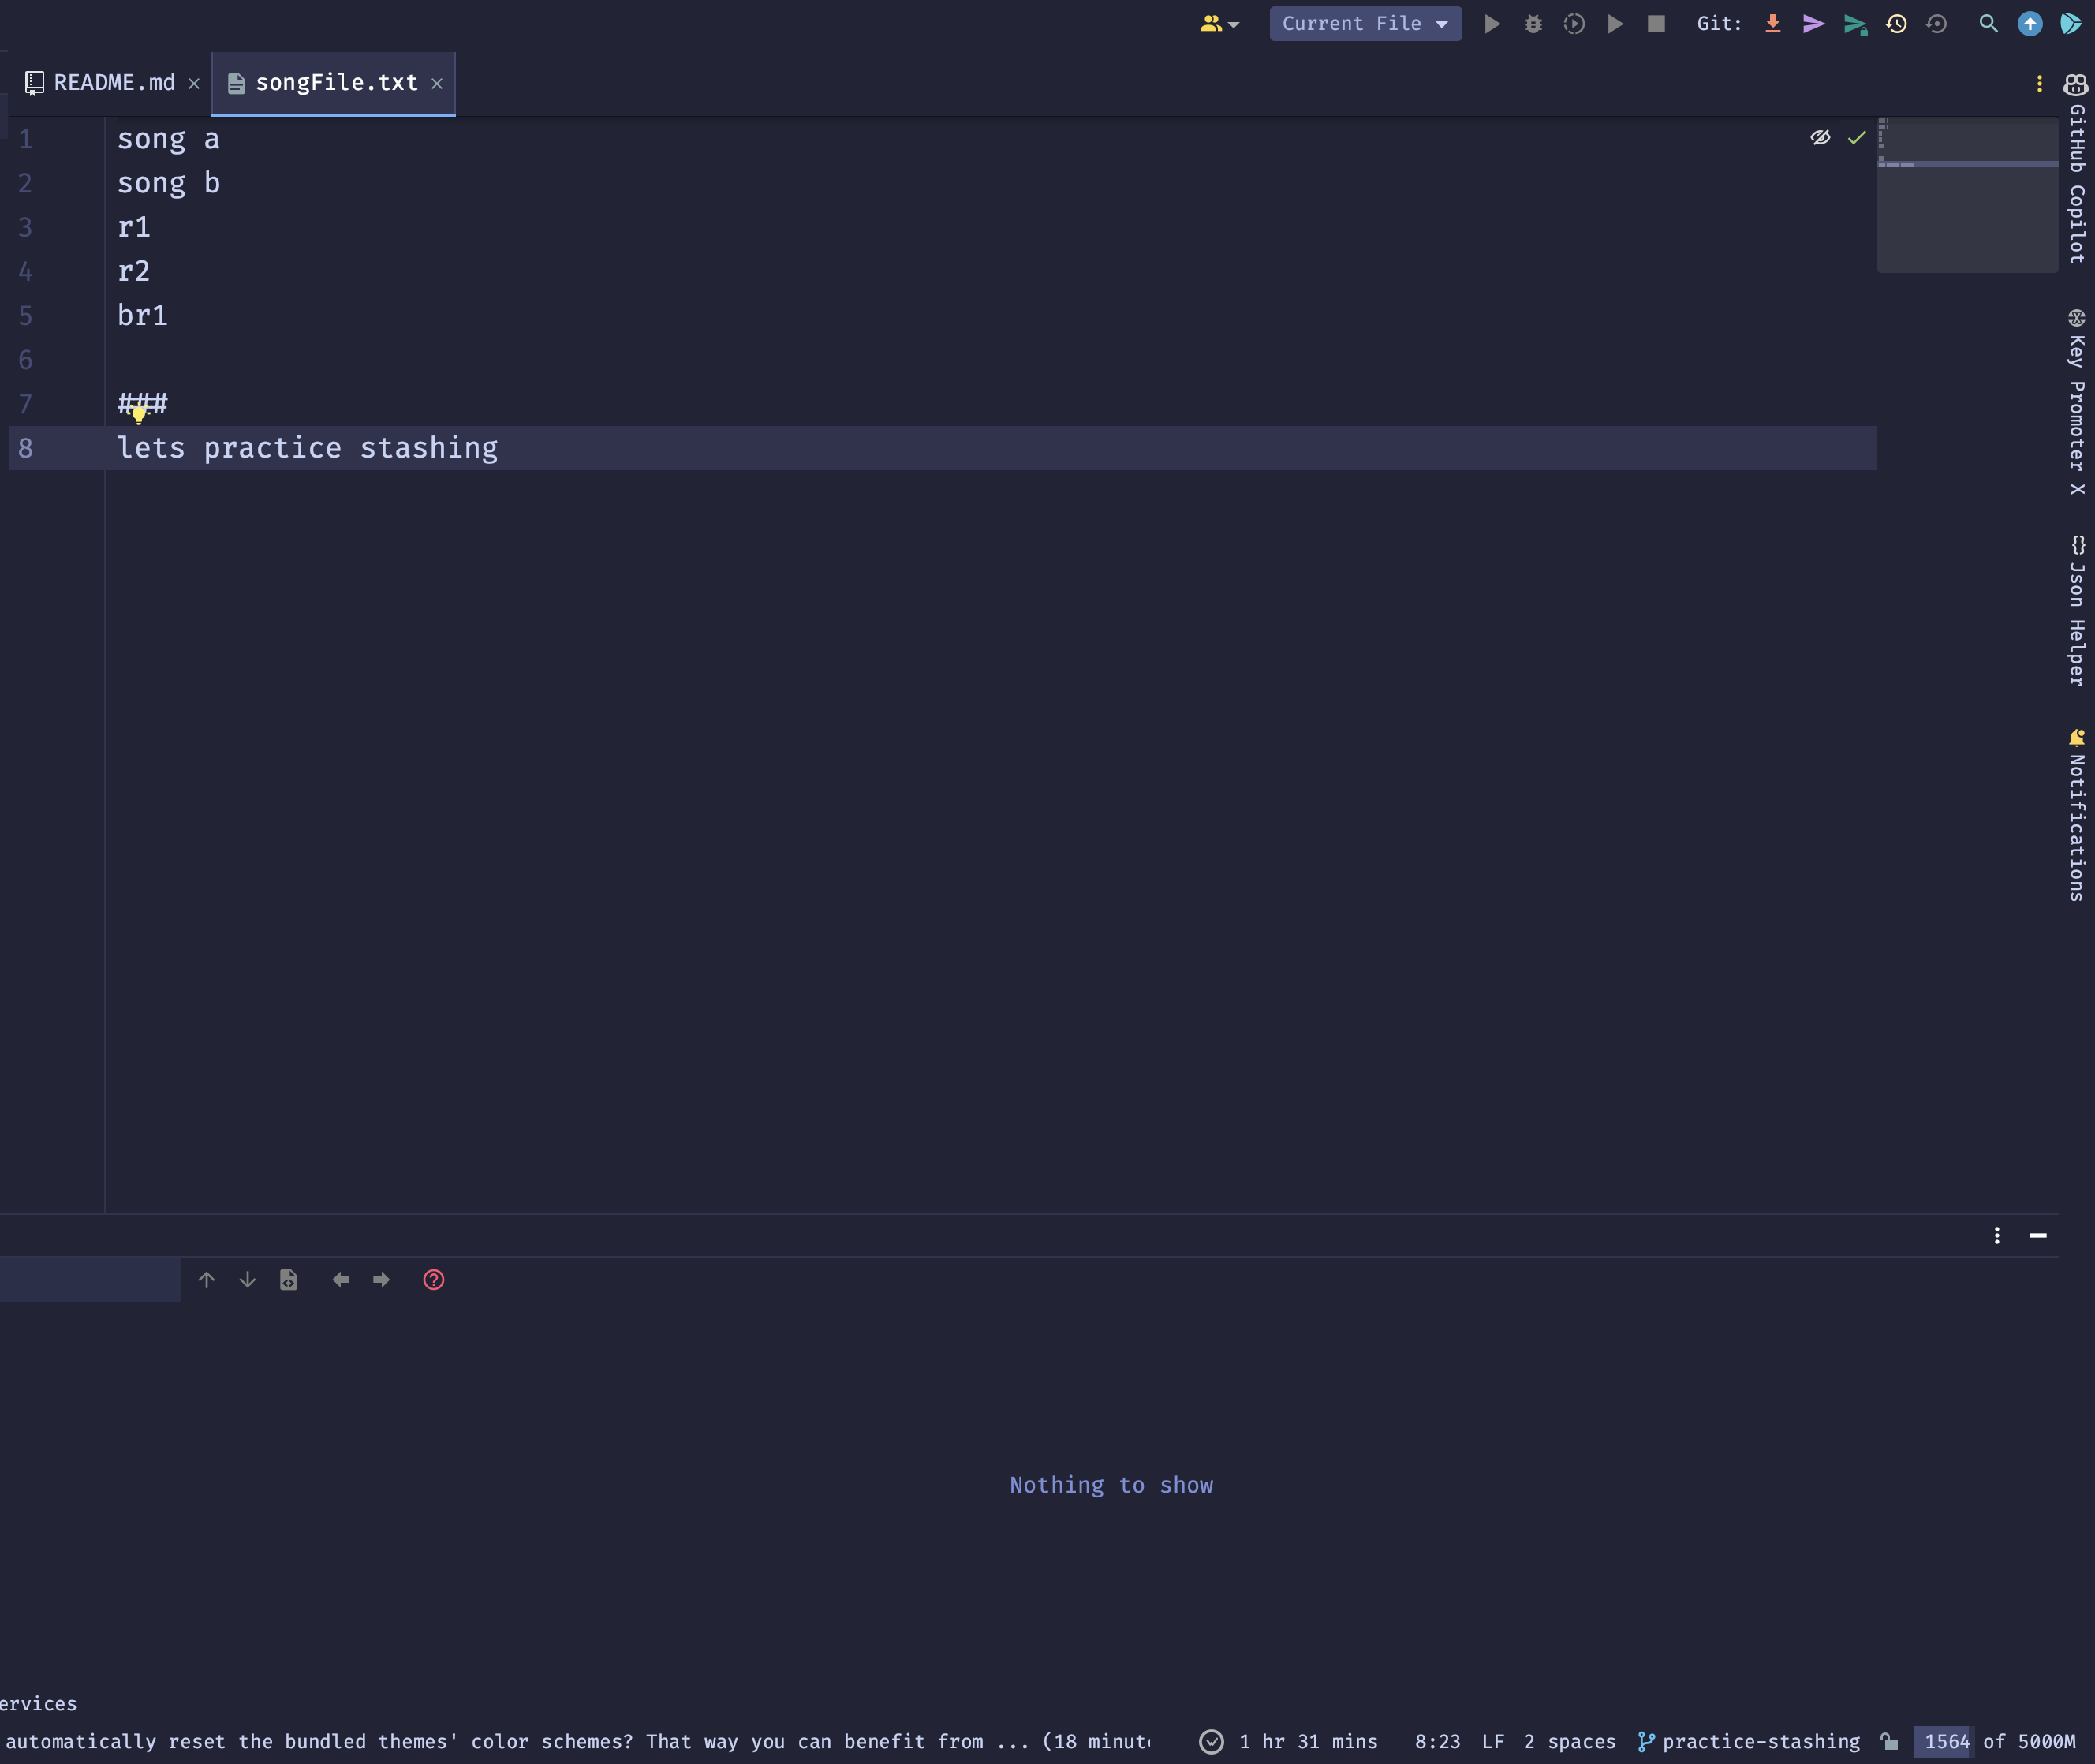 Current File
Git:
README.md
songFile.txt
1 song a
2 song b
3 r1
4 r2
5 br1
6
7 ###
8 lets practice stashing
GitHub Copilot
Key Promoter X
{} Json Helper
Notifications
Nothing to show
ervices
automatically reset the bundled themes' color schemes? That way you can benefit from ... (18 minut
1 hr 31 mins
8:23 LF 2 spaces practice-stashing 1564 of 5000M